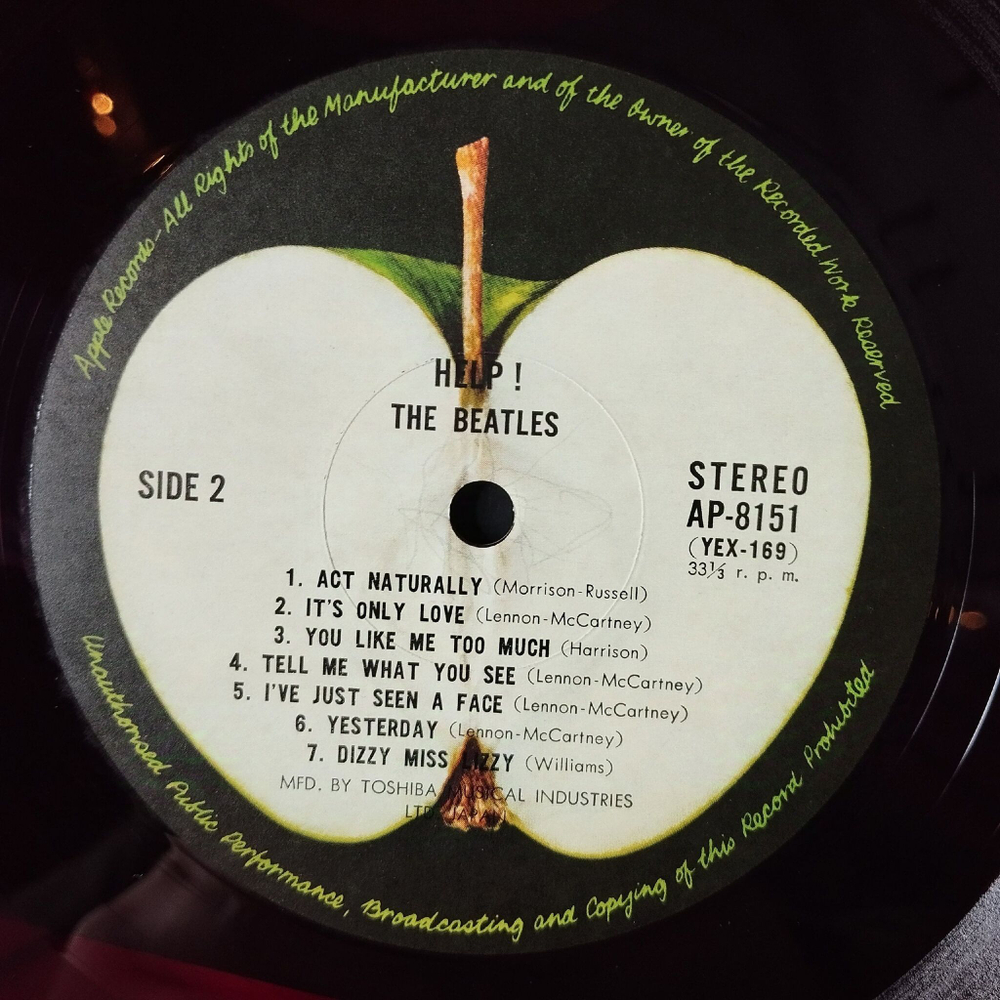 Apple Records - All Rights of the Manufacturer and of the Owner of the Recorded Work Reserved
HELP !
THE BEATLES
SIDE 2
STEREO
AP-8151
(YEX-169)
33⅓ r. p. m.
1. ACT NATURALLY (Morrison-Russell)
2. IT'S ONLY LOVE (Lennon-McCartney)
3. YOU LIKE ME TOO MUCH (Harrison)
4. TELL ME WHAT YOU SEE (Lennon-McCartney)
5. I'VE JUST SEEN A FACE (Lennon-McCartney)
6. YESTERDAY (Lennon-McCartney)
7. DIZZY MISS LIZZY (Williams)
MFD. BY TOSHIBA MUSICAL INDUSTRIES
LTD. JAPAN
Unauthorised Public Performance, Broadcasting and Copying of this Record Prohibited